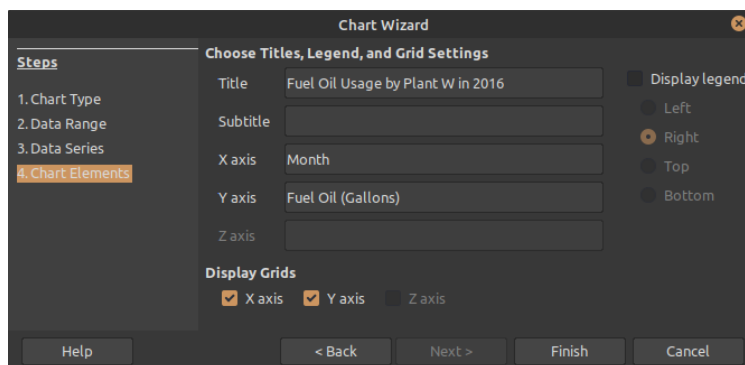 Chart Wizard
Steps
1. Chart Type
2. Data Range
3. Data Series
4. Chart Elements
Choose Titles, Legend, and Grid Settings
Title Fuel Oil Usage by Plant W in 2016
Subtitle
X axis Month
Y axis Fuel Oil (Gallons)
Z axis
Display legend
Left
Right
Top
Bottom
Display Grids
X axis Y axis Z axis
Help < Back Next > Finish Cancel